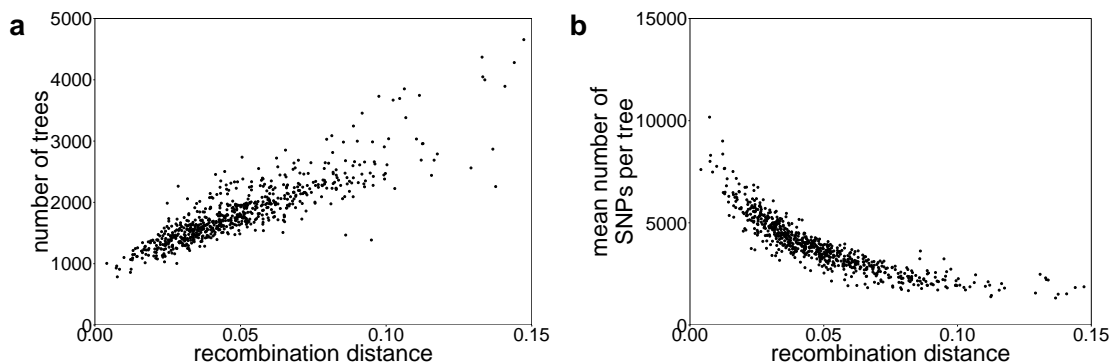 a
number of trees
5000
4000
3000
2000
1000
0
0.00
0.05
0.10
0.15
recombination distance
b
mean number of
SNPs per tree
15000
10000
5000
0
0.00
0.05
0.10
0.15
recombination distance